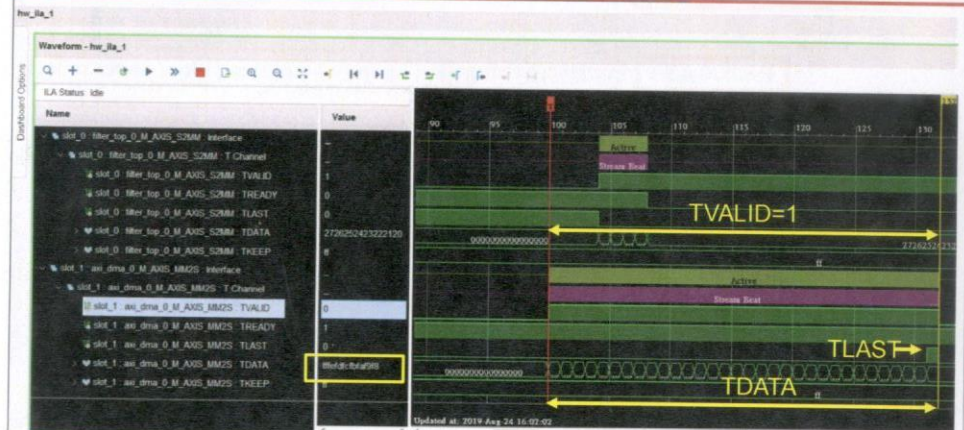 hw_ila_1
Waveform - hw_ila_1
Dashboard Options
ILA Status: Idle
Name Value
slot_0 : filter_top_0_M_AXIS_S2MM : Interface
slot_0 : filter_top_0_M_AXIS_S2MM : T Channel
slot_0 : filter_top_0_M_AXIS_S2MM : TVALID 1
slot_0 : filter_top_0_M_AXIS_S2MM : TREADY 0
slot_0 : filter_top_0_M_AXIS_S2MM : TLAST 0
slot_0 : filter_top_0_M_AXIS_S2MM : TDATA 2726252423222120
slot_0 : filter_top_0_M_AXIS_S2MM : TKEEP ff
slot_1 : axi_dma_0_M_AXIS_MM2S : Interface
slot_1 : axi_dma_0_M_AXIS_MM2S : T Channel
slot_1 : axi_dma_0_M_AXIS_MM2S : TVALID 0
slot_1 : axi_dma_0_M_AXIS_MM2S : TREADY 1
slot_1 : axi_dma_0_M_AXIS_MM2S : TLAST 0
slot_1 : axi_dma_0_M_AXIS_MM2S : TDATA
slot_1 : axi_dma_0_M_AXIS_MM2S : TKEEP
90 95 100 105 110 115 120 125 130
Active
Stream Beat
TVALID=1
ff
Active
Stream Beat
TLAST
TDATA
ff
Updated at: 2019-Aug-24 16:02:02